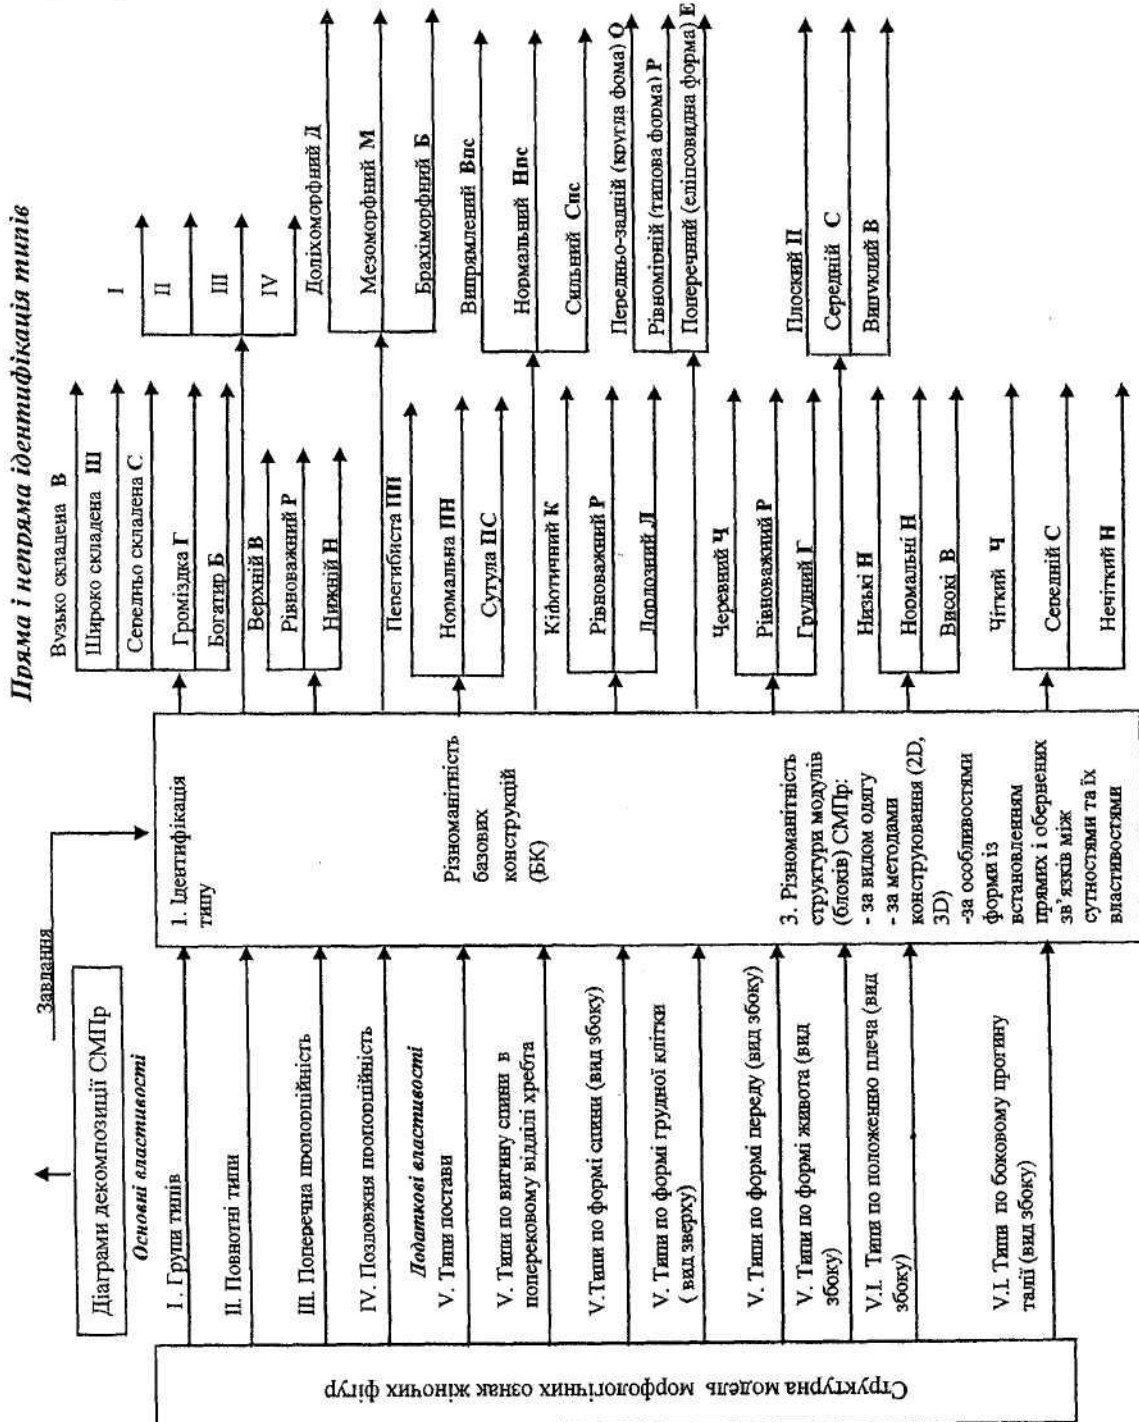 Пряма і непряма ідентифікація типів
Завдання
Діаграми декомпозиції СМПр
Структурна модель морфологічних ознак жіночих фігур
Основні властивості
I. Групи типів
II. Повнотні типи
III. Поперечна пропорційність
IV. Поздовжня пропорційність
Додаткові властивості
V. Типи постави
V. Типи по вигину спини в
поперековому відділі хребта
V.Типи по формі спини (вид збоку)
V. Типи по формі грудної клітки
( вид зверху)
V. Типи по формі переду (вид збоку)
V. Типи по формі живота (вид
збоку)
V.I. Типи по положенню плеча (вид
збоку)
V.I. Типи по боковому прогину
талії (вид збоку)
1. Ідентифікація
типу
Різноманітність
базових
конструкцій
(БК)
3. Різноманітність
структури модулів
(блоків) СМПр:
- за видом одягу
- за методами
конструювання (2D,
3D)
-за особливостями
форми із
встановленням
прямих і обернених
зв'язків між
сутностями та їх
властивостями
Вузько складена В
Широко складена Ш
Середньо складена С
Громіздка Г
Богатир Б
I
II
III
IV
Верхній В
Рівноважний Р
Нижній Н
Доліхоморфний Д
Мезоморфний М
Брахіморфний Б
Перегибиста ПП
Нормальна ПН
Сутула ПС
Випрямлений Впс
Нормальний Нпс
Сильний Спс
Кіфотичний К
Рівноважний Р
Лордозний Л
Передньо-задній (кругла фома) О
Рівномірній (типова форма) Р
Поперечний (еліпсовидна форма) Е
Черевний Ч
Рівноважний Р
Грудний Г
Плоский П
Середній С
Випуклий В
Низькі Н
Нормальні Н
Високі В
Чіткий Ч
Середній С
Нечіткий Н